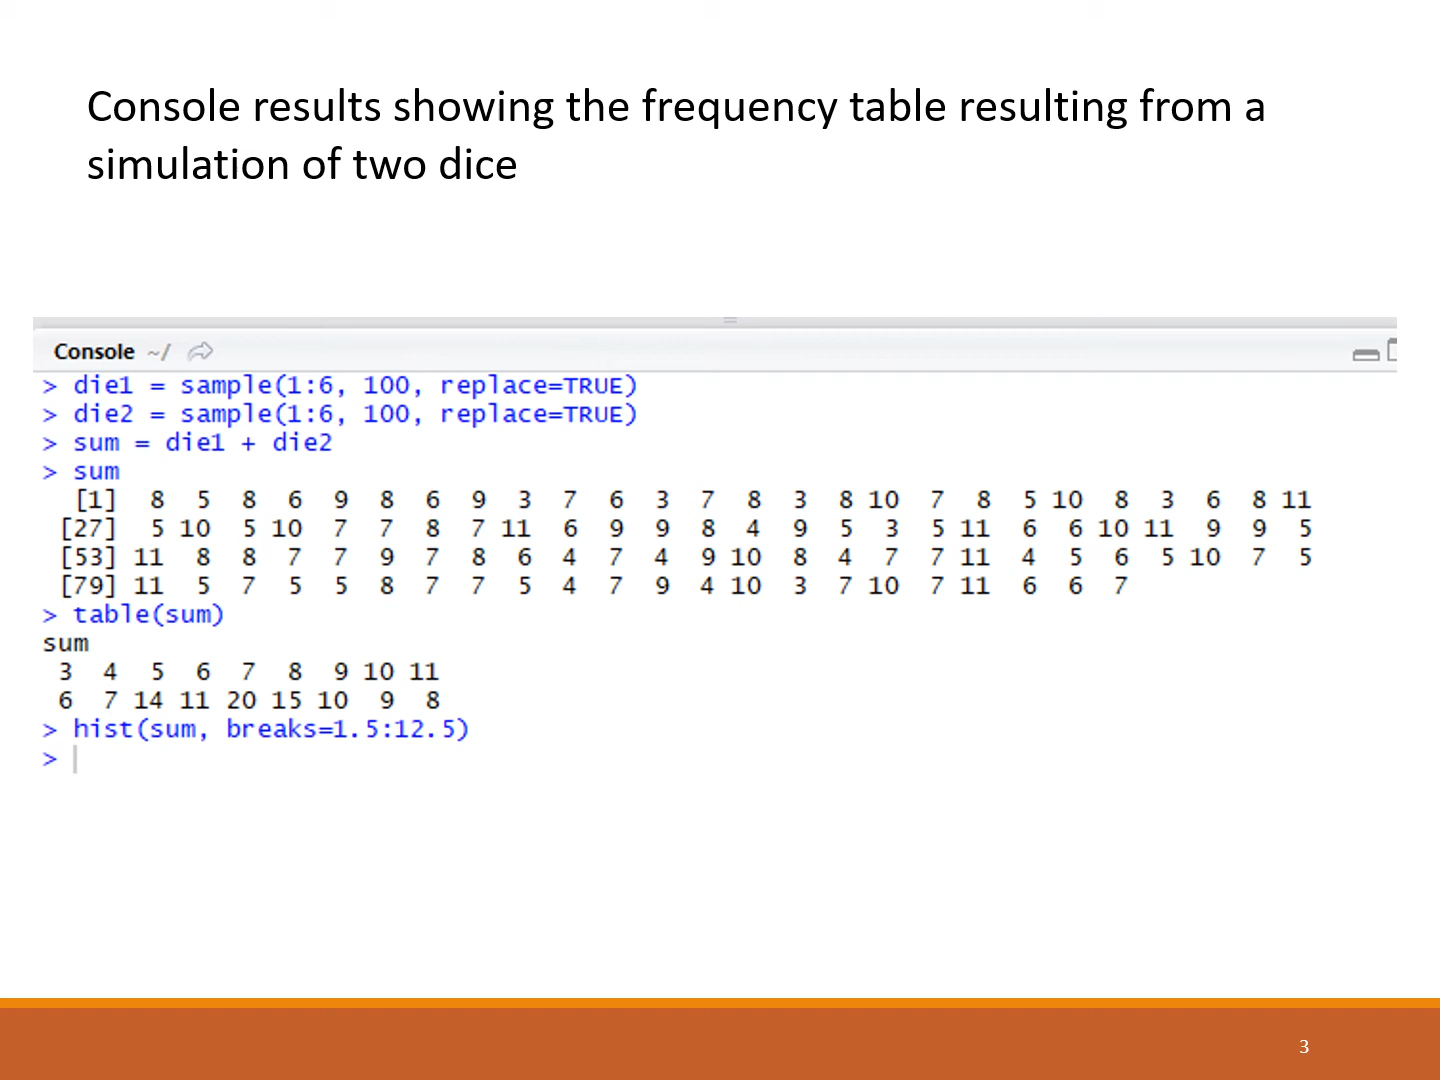 Console results showing the frequency table resulting from a
simulation of two dice
Console ~/
> die1 = sample(1:6, 100, replace=TRUE)
> die2 = sample(1:6, 100, replace=TRUE)
> sum = die1 + die2
> sum
[1] 8 5 8 6 9 8 6 9 3 7 6 3 7 8 3 8 10 7 8 5 10 8 3 6 8 11
[27] 5 10 5 10 7 7 8 7 11 6 9 9 8 4 9 5 3 5 11 6 6 10 11 9 9 5
[53] 11 8 8 7 7 9 7 8 6 4 7 4 9 10 8 4 7 7 11 4 5 6 5 10 7 5
[79] 11 5 7 5 5 8 7 7 5 4 7 9 4 10 3 7 10 7 11 6 6 7
> table(sum)
sum
3 4 5 6 7 8 9 10 11
6 7 14 11 20 15 10 9 8
> hist(sum, breaks=1.5:12.5)
>
3